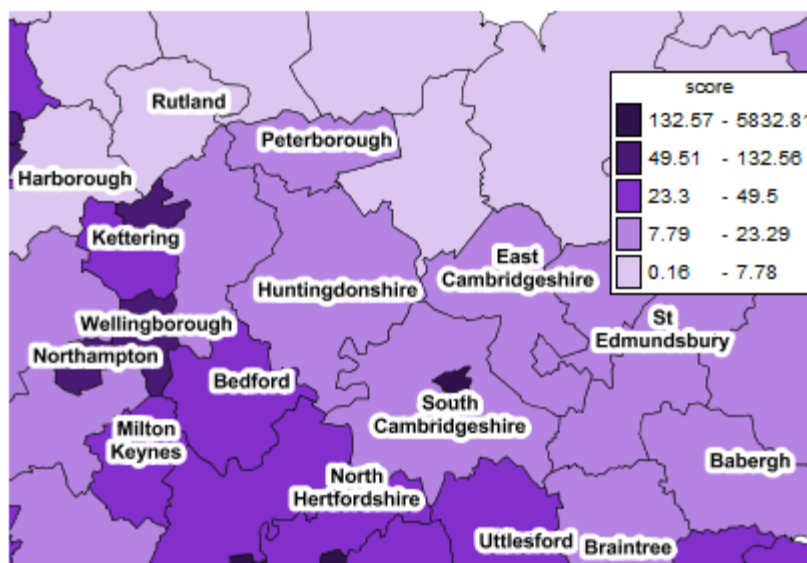 score
132.57 - 5832.81
49.51 - 132.56
23.3 - 49.5
7.79 - 23.29
0.16 - 7.78
Rutland
Peterborough
Harborough
Kettering
East
Cambridgeshire
Huntingdonshire
Wellingborough
St
Edmundsbury
Northampton
Bedford
South
Cambridgeshire
Milton
Keynes
Babergh
North
Hertfordshire
Uttlesford
Braintree